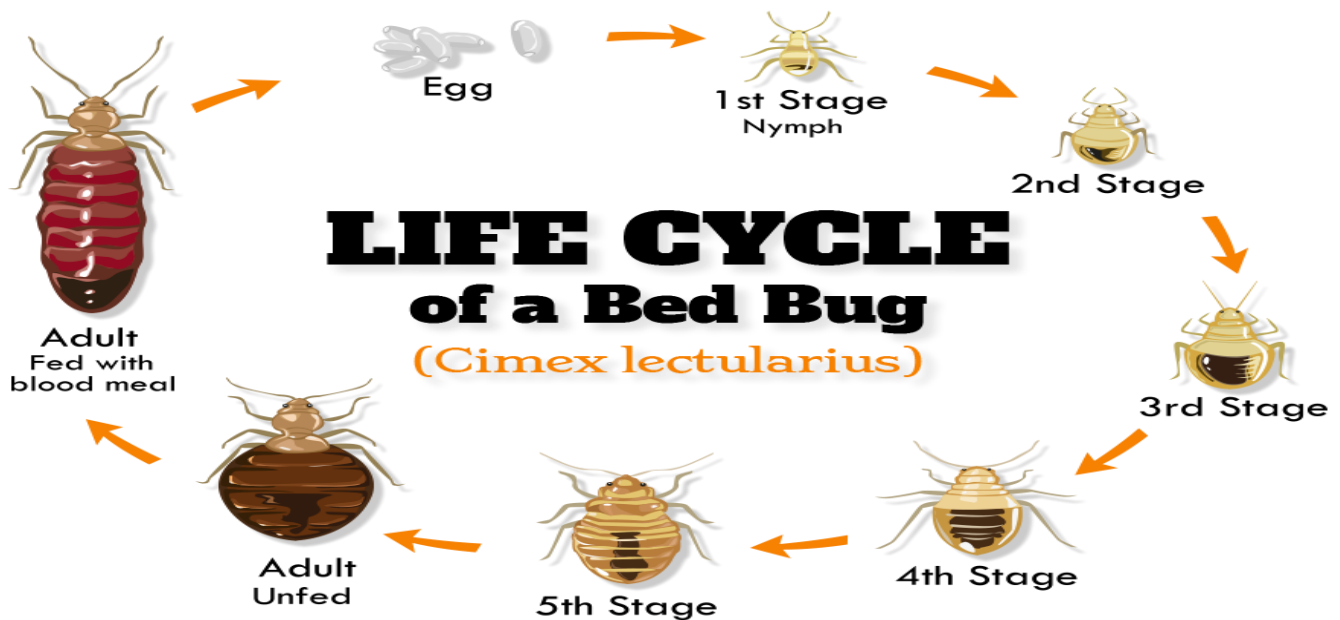 LIFE CYCLE
of a Bed Bug
(Cimex lectularius)
Egg
1st Stage
Nymph
2nd Stage
3rd Stage
4th Stage
5th Stage
Adult
Unfed
Adult
Fed with
blood meal